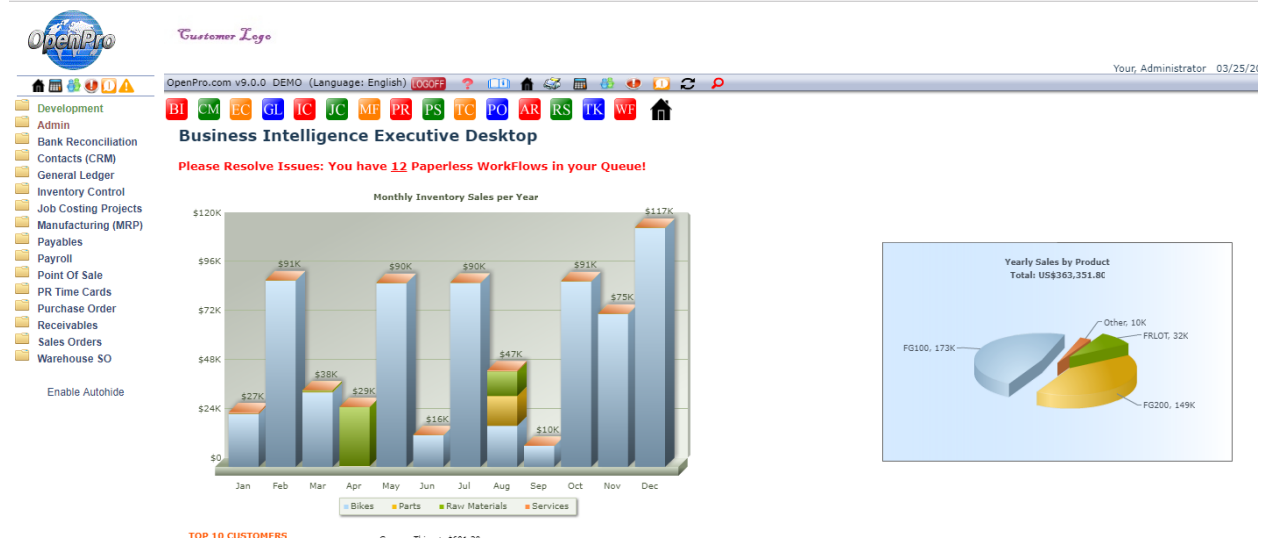 OpenPro
Customer Logo
Your, Administrator 03/25/20
OpenPro.com v9.0.0 DEMO (Language: English) LOGOFF
BI CM EC GL IC JC MF PR PS TC PO AR RS TK WF
Development
Admin
Bank Reconciliation
Contacts (CRM)
General Ledger
Inventory Control
Job Costing Projects
Manufacturing (MRP)
Payables
Payroll
Point Of Sale
PR Time Cards
Purchase Order
Receivables
Sales Orders
Warehouse SO
Enable Autohide
Business Intelligence Executive Desktop
Please Resolve Issues: You have 12 Paperless WorkFlows in your Queue!
Monthly Inventory Sales per Year
$120K
$96K
$72K
$48K
$24K
$0
$27K
$91K
$38K
$29K
$90K
$16K
$90K
$47K
$10K
$91K
$75K
$117K
Jan Feb Mar Apr May Jun Jul Aug Sep Oct Nov Dec
Bikes Parts Raw Materials Services
Yearly Sales by Product
Total: US$363,351.80
Other, 10K
FRLOT, 32K
FG100, 173K
FG200, 149K
TOP 10 CUSTOMERS